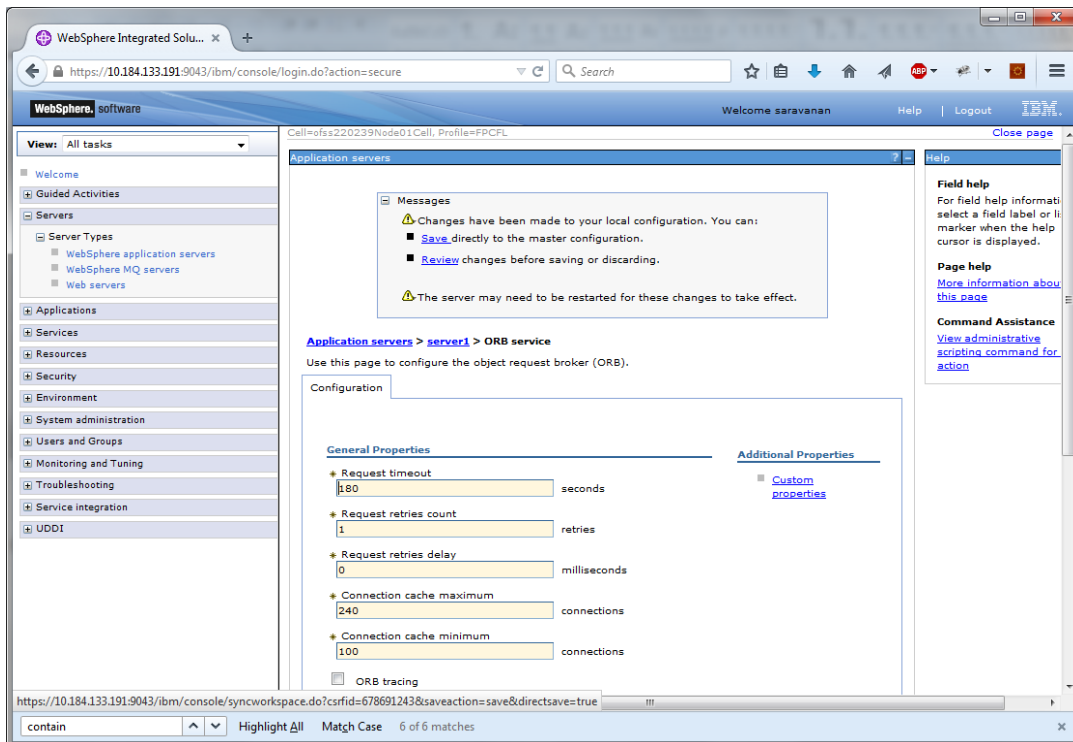 WebSphere Integrated Solu... × +
https://10.184.133.191:9043/ibm/console/login.do?action=secure
Search
ABP
WebSphere. software
Welcome saravanan
Help | Logout
IBM.
View: All tasks
Welcome
Guided Activities
Servers
Server Types
WebSphere application servers
WebSphere MQ servers
Web servers
Applications
Services
Resources
Security
Environment
System administration
Users and Groups
Monitoring and Tuning
Troubleshooting
Service integration
UDDI
Cell=ofss220239Node01Cell, Profile=FPCFL
Close page
Application servers
? -
Messages
Changes have been made to your local configuration. You can:
Save directly to the master configuration.
Review changes before saving or discarding.
The server may need to be restarted for these changes to take effect.
Application servers > server1 > ORB service
Use this page to configure the object request broker (ORB).
Configuration
General Properties
Request timeout
180 seconds
Request retries count
1 retries
Request retries delay
0 milliseconds
Connection cache maximum
240 connections
Connection cache minimum
100 connections
ORB tracing
Additional Properties
Custom
properties
Help
Field help
For field help informati
select a field label or li
marker when the help
cursor is displayed.
Page help
More information abou
this page
Command Assistance
View administrative
scripting command for
action
https://10.184.133.191:9043/ibm/console/syncworkspace.do?csrfid=678691243&saveaction=save&directsave=true
contain
Highlight All Match Case 6 of 6 matches